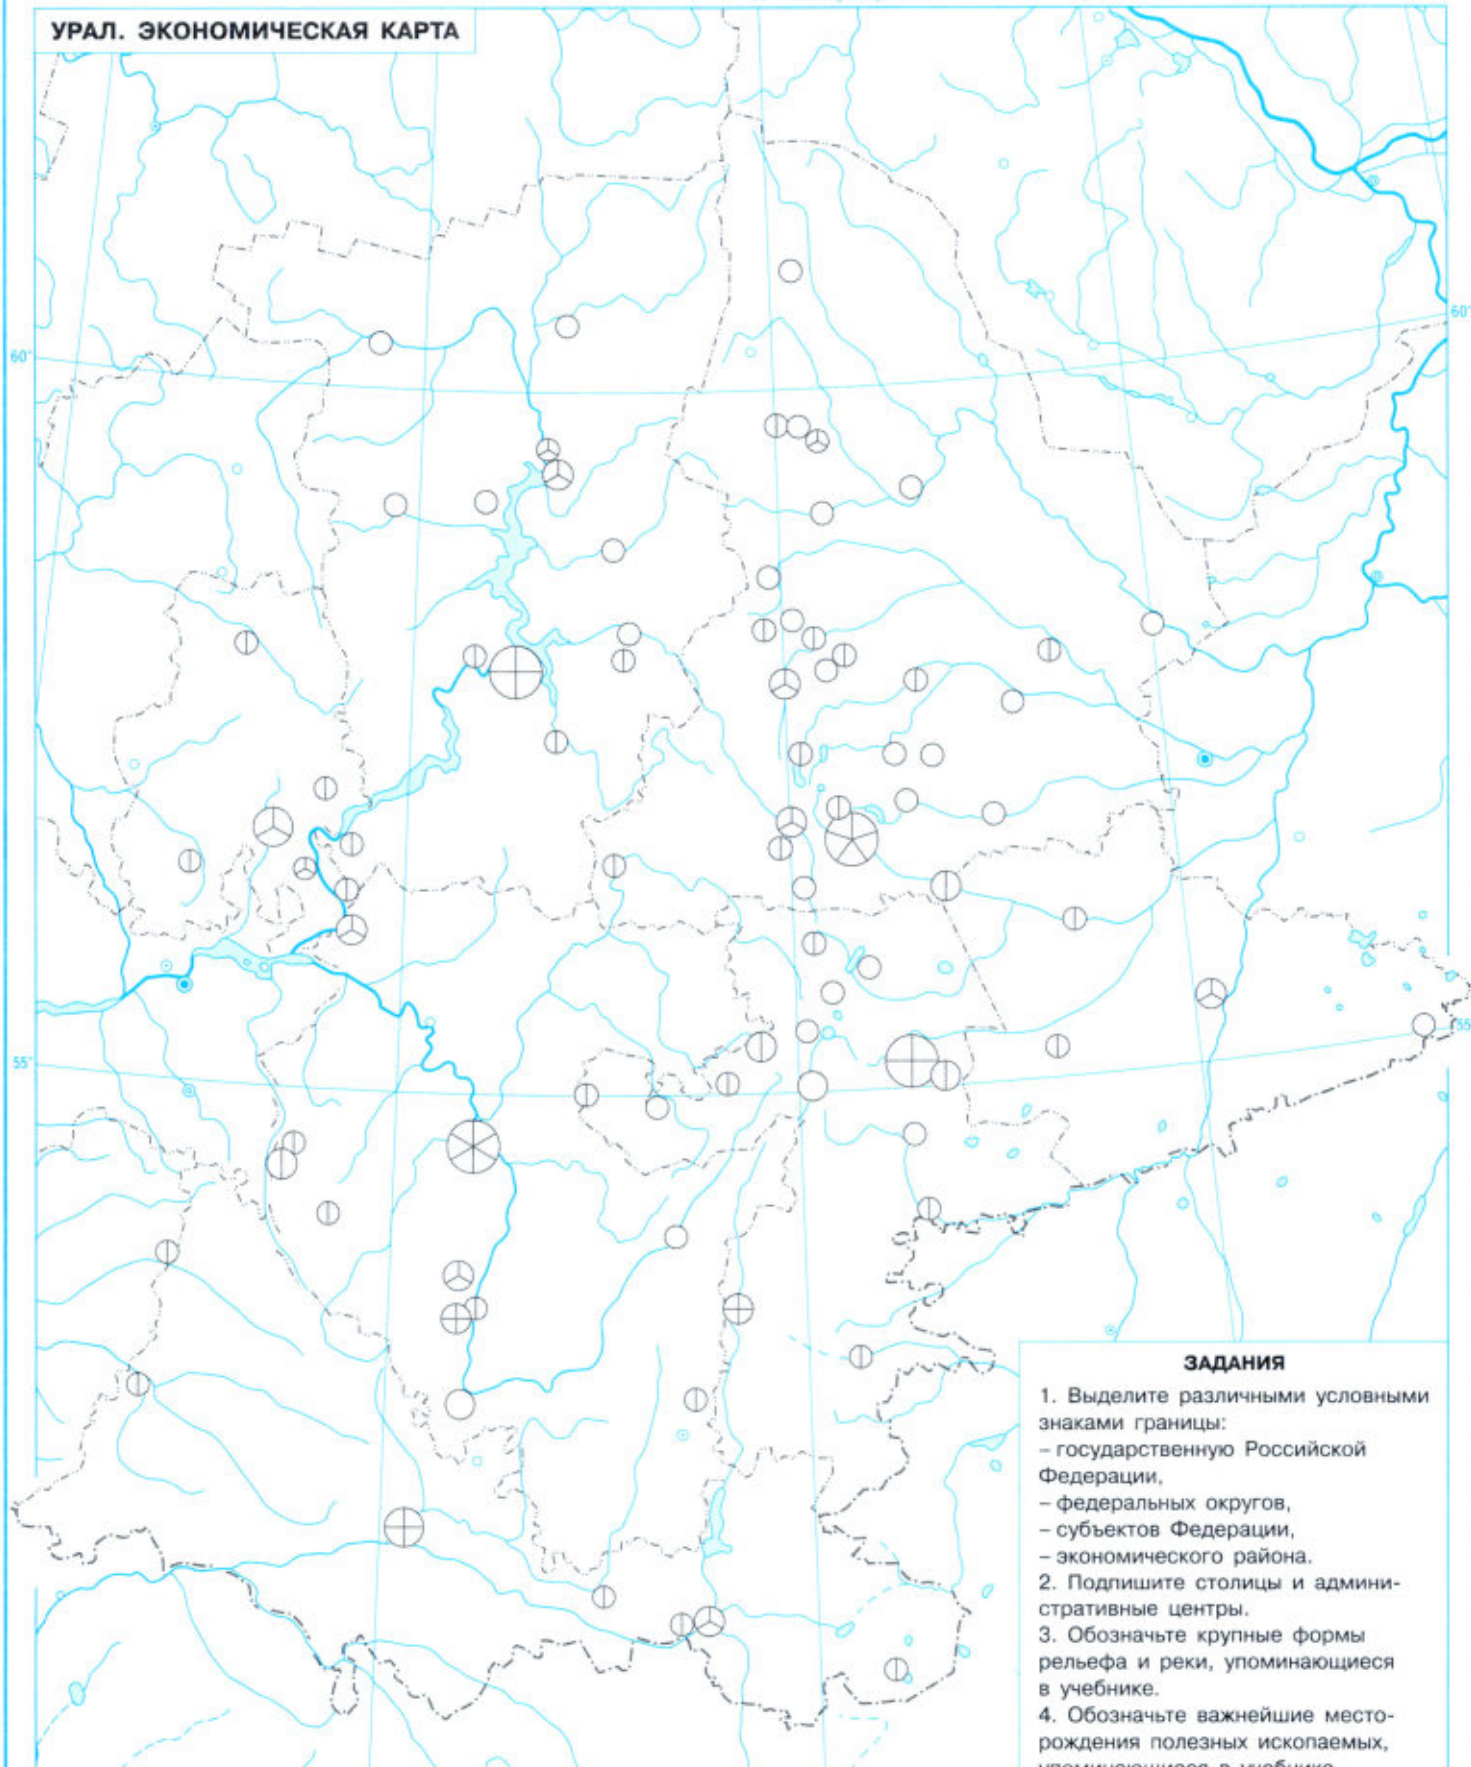 УРАЛ. ЭКОНОМИЧЕСКАЯ КАРТА
60°
60°
55°
55
ЗАДАНИЯ
1. Выделите различными условными
знаками границы:
– государственную Российской
Федерации,
– федеральных округов,
– субъектов Федерации,
– экономического района.
2. Подпишите столицы и админи-
стративные центры.
3. Обозначьте крупные формы
рельефа и реки, упоминающиеся
в учебнике.
4. Обозначьте важнейшие место-
рождения полезных ископаемых,
упоминающиеся в учебнике